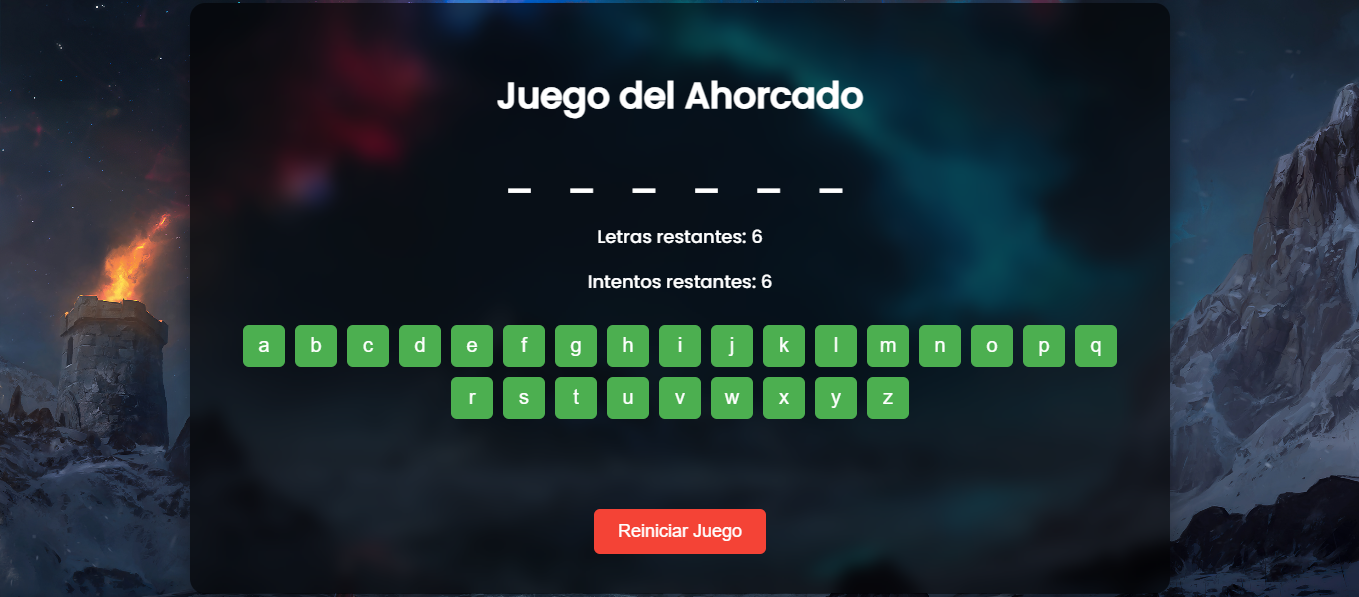 Juego del Ahorcado
_ _ _ _ _ _
Letras restantes: 6
Intentos restantes: 6
a b c d e f g h i j k l m n o p q
r s t u v w x y z
Reiniciar Juego